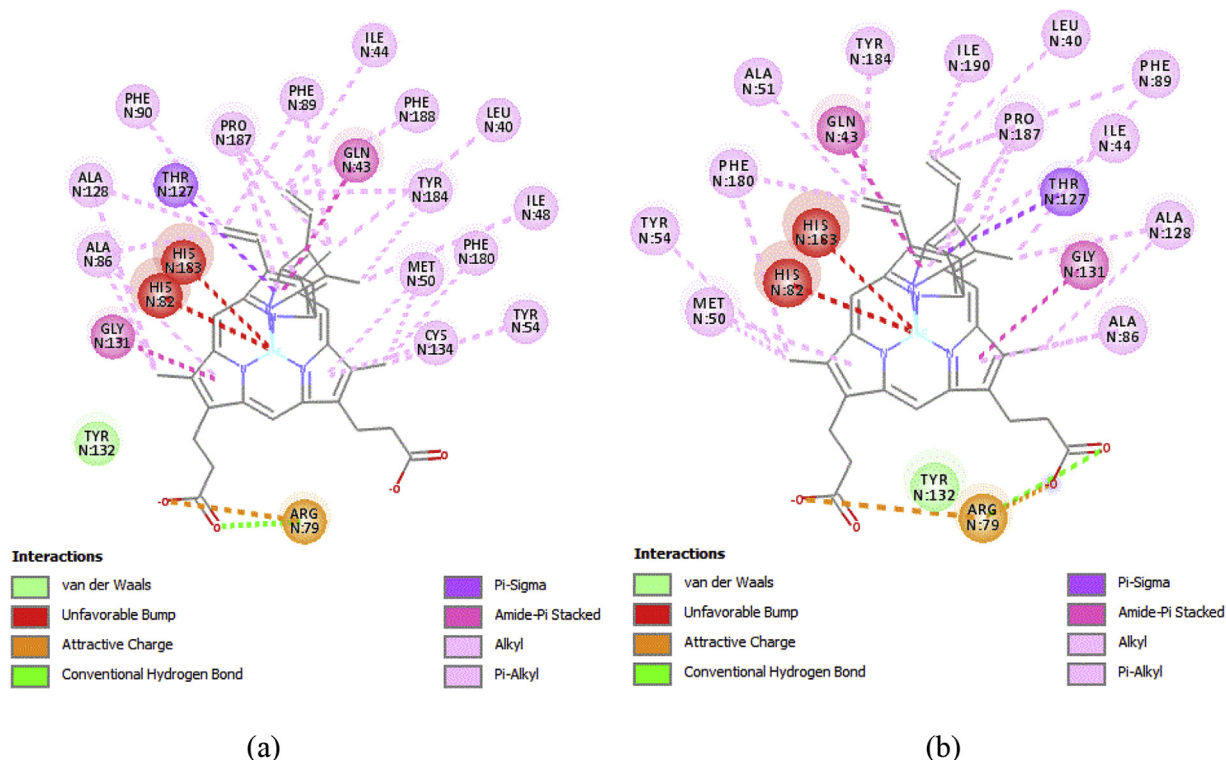 ILE
N:44
PHE
N:90
PHE
N:89
PRO
N:187
PHE
N:188
LEU
N:40
GLN
N:43
ALA
N:128
THR
N:127
TYR
N:184
ILE
N:48
ALA
N:86
HIS
N:183
HIS
N:82
MET
N:50
PHE
N:180
GLY
N:131
CYS
N:134
TYR
N:54
N
N
N
TYR
N:132
-O
O
O
-O
ARG
N:79
Interactions
van der Waals
Unfavorable Bump
Attractive Charge
Conventional Hydrogen Bond
Pi-Sigma
Amide-Pi Stacked
Alkyl
Pi-Alkyl
(a)
LEU
N:40
TYR
N:184
ILE
N:190
PHE
N:89
ALA
N:51
GLN
N:43
PRO
N:187
ILE
N:44
PHE
N:180
THR
N:127
TYR
N:54
HIS
N:183
ALA
N:128
HIS
N:82
GLY
N:131
MET
N:50
ALA
N:86
N
N
N
O
-O
TYR
N:132
-O
O
ARG
N:79
Interactions
van der Waals
Unfavorable Bump
Attractive Charge
Conventional Hydrogen Bond
Pi-Sigma
Amide-Pi Stacked
Alkyl
Pi-Alkyl
(b)